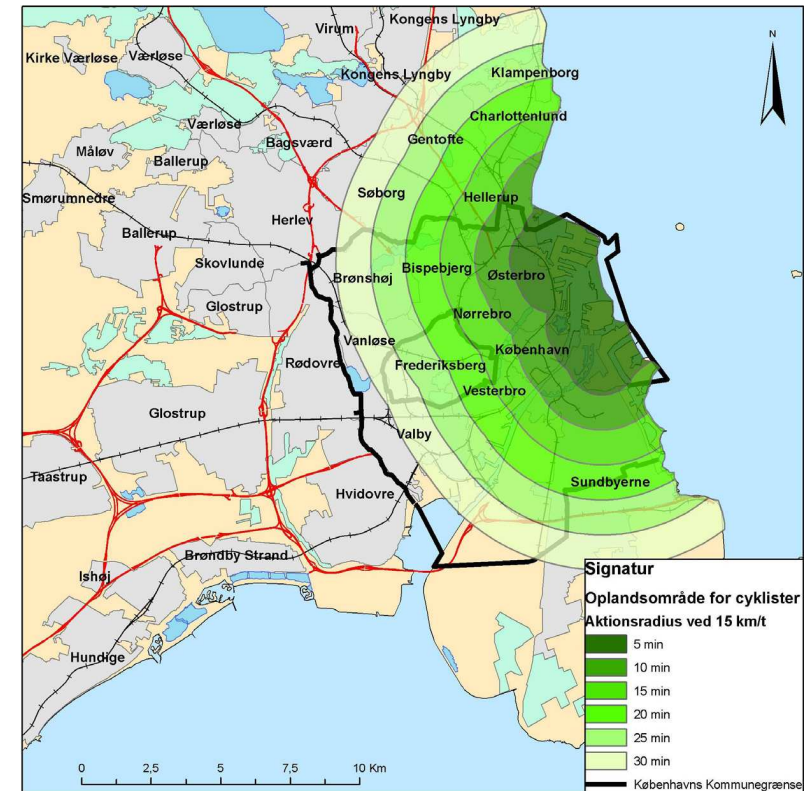 Virum
Kongens Lyngby
Kirke Værløse
Værløse
Kongens Lyngby
Klampenborg
N
Charlottenlund
Værløse
Gentofte
Bagsværd
Måløv
Ballerup
Søborg
Hellerup
Smørumnedre
Herlev
Ballerup
Skovlunde
Brønshøj
Bispebjerg
Østerbro
Glostrup
Nørrebro
Vanløse
København
Rødovre
Frederiksberg
Vesterbro
Glostrup
Valby
Taastrup
Sundbyerne
Hvidovre
Brøndby Strand
Ishøj
Hundige
0 2,5 5 7,5 10 Km
Signatur
Oplandsområde for cyklister
Aktionsradius ved 15 km/t
5 min
10 min
15 min
20 min
25 min
30 min
Københavns Kommunegrænse